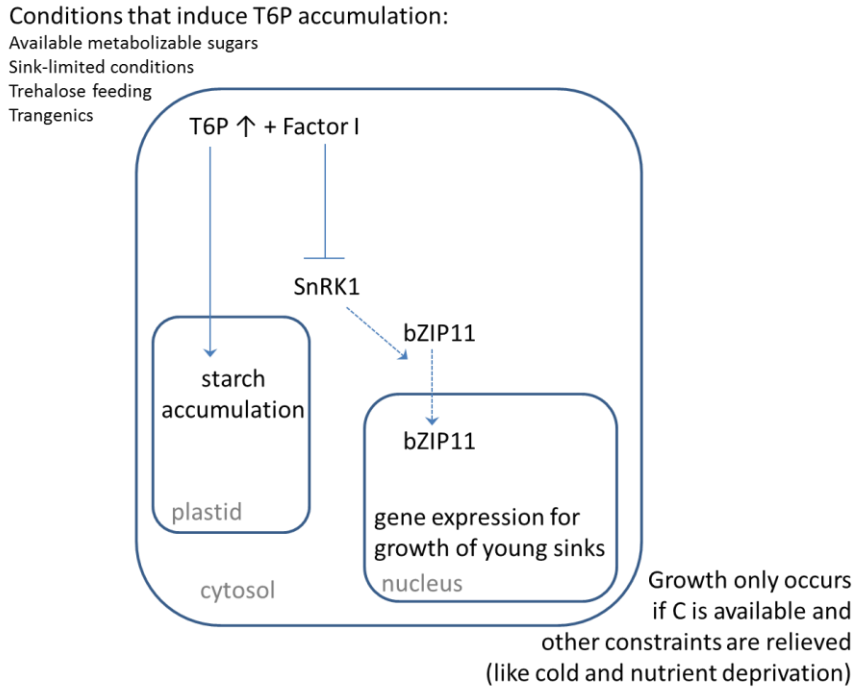 Conditions that induce T6P accumulation:
Available metabolizable sugars
Sink-limited conditions
Trehalose feeding
Trangenics
T6P ↑ + Factor I
SnRK1
bZIP11
starch
accumulation
bZIP11
plastid
gene expression for
growth of young sinks
nucleus
cytosol
Growth only occurs
if C is available and
other constraints are relieved
(like cold and nutrient deprivation)